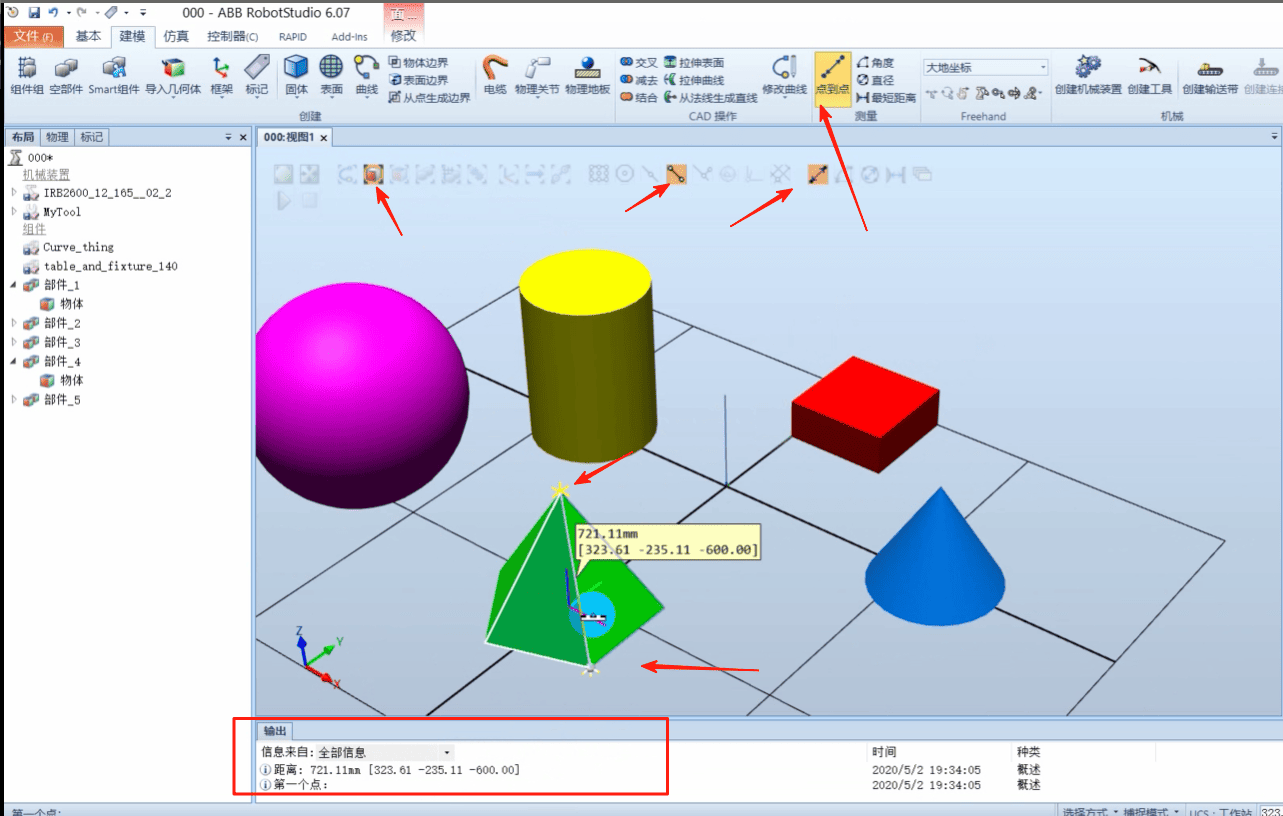 000 - ABB RobotStudio 6.07
面 ...
文件(F) 基本 建模 仿真 控制器(C) RAPID Add-Ins 修改
组件组 空部件 Smart组件 导入几何体 框架 标记
固体 表面 曲线
物体边界
表面边界
从点生成边界
创建
电缆 物理关节 物理地板
交叉 拉伸表面
减去 拉伸曲线
结合 从法线生成直线
修改曲线
CAD 操作
点到点
角度
直径
最短距离
测量
大地坐标
Freehand
创建机械装置 创建工具 创建输送带
机械
布局 物理 标记
000*
机械装置
IRB2600_12_165__02_2
MyTool
组件
Curve_thing
table_and_fixture_140
部件_1
物体
部件_2
部件_3
部件_4
物体
部件_5
000:视图1
721.11mm
[323.61 -235.11 -600.00]
Z
Y
X
输出
信息来自: 全部信息 时间 种类
距离: 721.11mm [323.61 -235.11 -600.00] 2020/5/2 19:34:05 概述
第一个点: 2020/5/2 19:34:05 概述
第一个点:
选择方式 捕捉模式 UCS : 工作站 323.